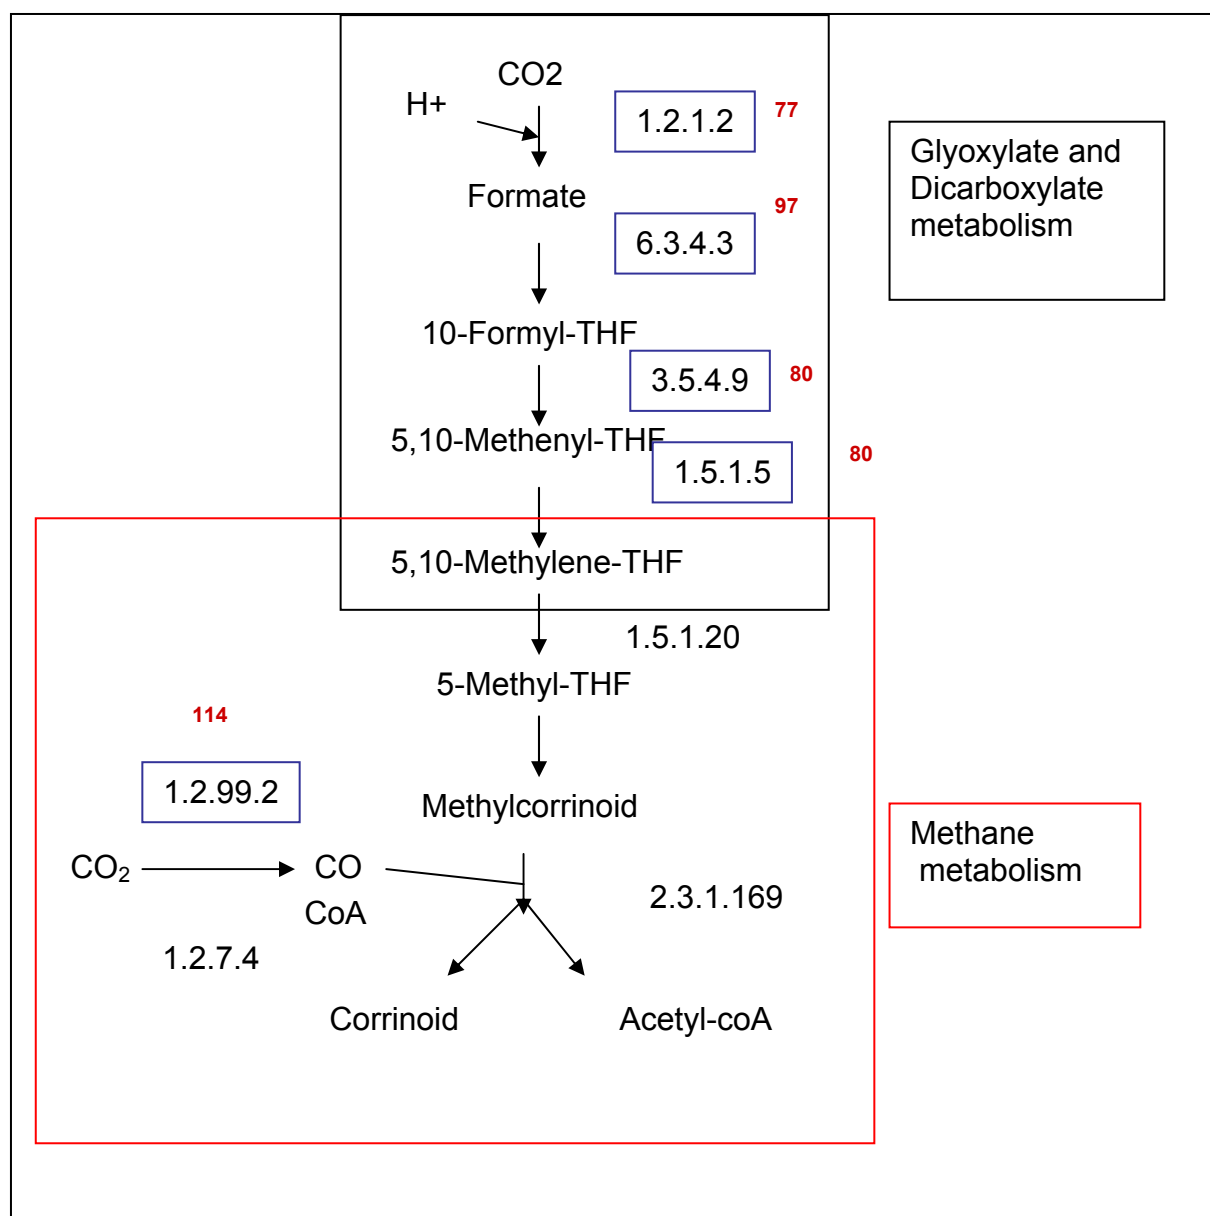 CO2
H+
1.2.1.2
77
Glyoxylate and
Dicarboxylate
metabolism
Formate
97
6.3.4.3
10-Formyl-THF
3.5.4.9
80
5,10-Methenyl-THF
1.5.1.5
80
5,10-Methylene-THF
1.5.1.20
5-Methyl-THF
114
1.2.99.2
Methylcorrinoid
Methane
metabolism
CO₂
CO
CoA
2.3.1.169
1.2.7.4
Corrinoid
Acetyl-coA